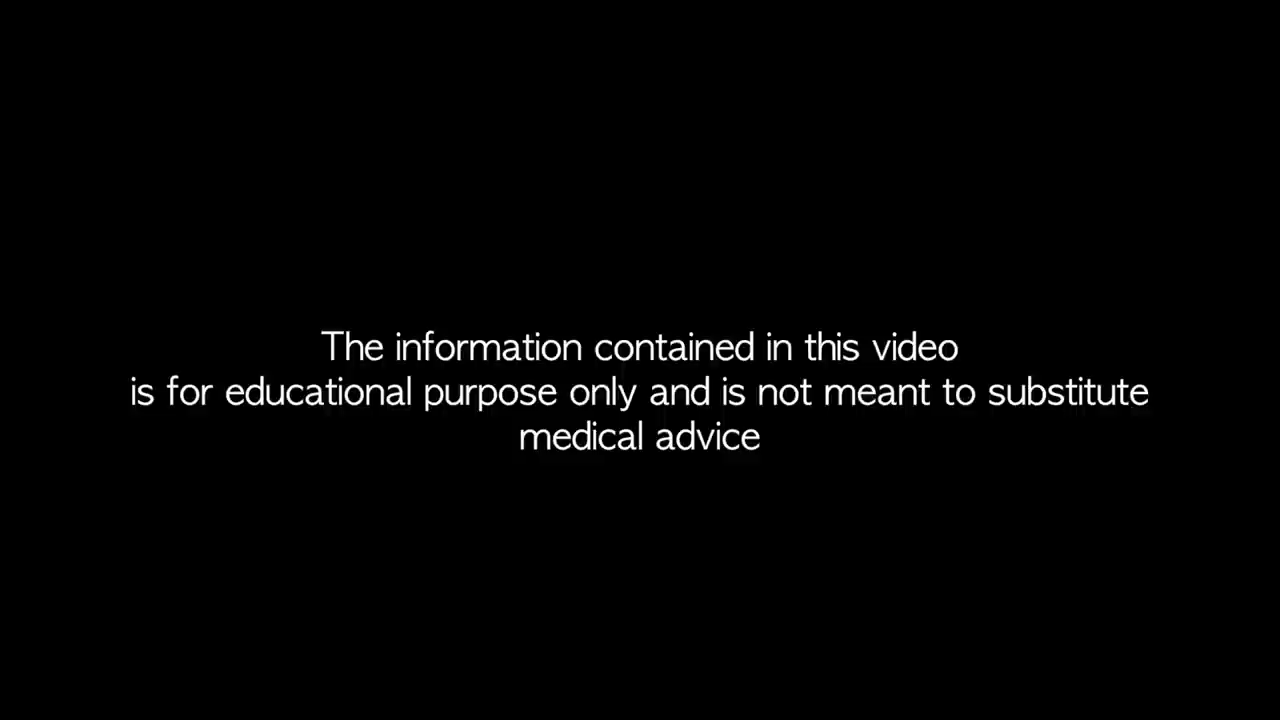 The information contained in this video
is for educational purpose only and is not meant to substitute
medical advice